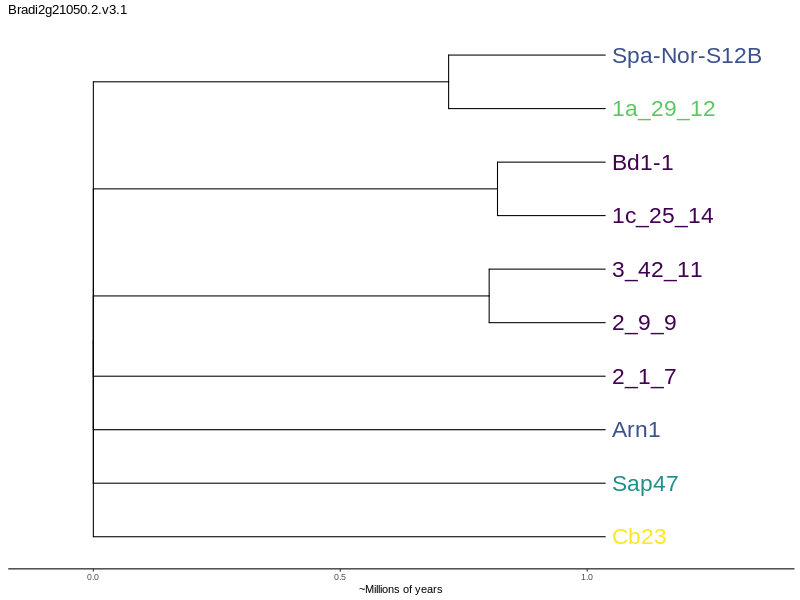 Bradi2g21050.2.v3.1
Spa-Nor-S12B
1a_29_12
Bd1-1
1c_25_14
3_42_11
2_9_9
2_1_7
Arn1
Sap47
Cb23
0.0 0.5 1.0
~Millions of years